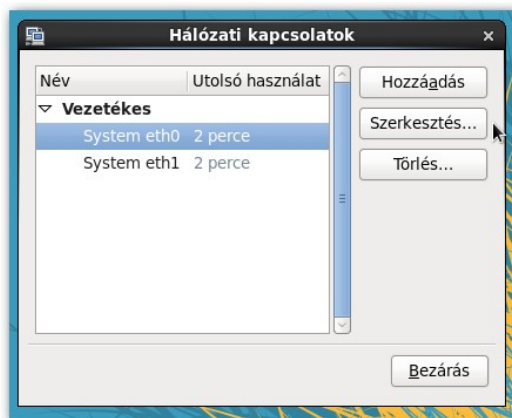 Hálózati kapcsolatok
Név Utolsó használat
Vezetékes
System eth0 2 perce
System eth1 2 perce
Hozzáadás
Szerkesztés...
Törlés...
Bezárás